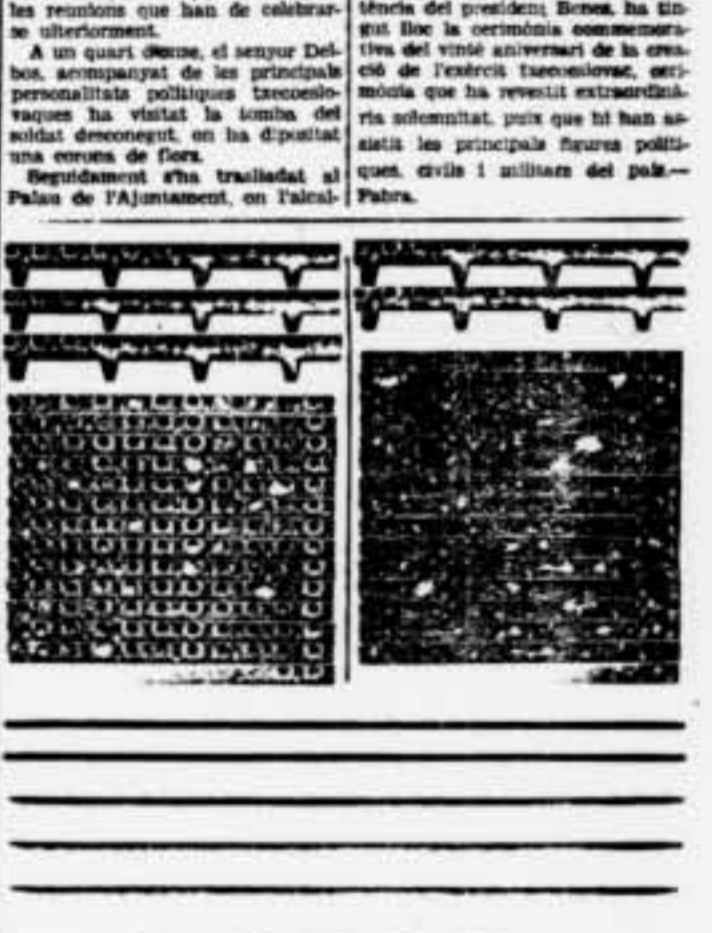 les reunions que han de celebrar-
se ulteriorment.
A un quart d'onze, el senyor Del-
bos, acompanyat de les principals
personalitats polítiques txecoeslo-
vaques ha visitat la tomba del
soldat desconegut, on ha dipositat
una corona de flors.
Seguidament s'ha traslladat al
Palau de l'Ajuntament, on l'alcal-
tència del president Benes, ha tin-
gut lloc la cerimònia commemora-
tiva del vintè aniversari de la crea-
ció de l'exèrcit txecoeslovac, ceri-
mònia que ha revestit extraordinà-
ria solemnitat, puix que hi han as-
sistit les principals figures políti-
ques, civils i militars del país.—
Fabra.